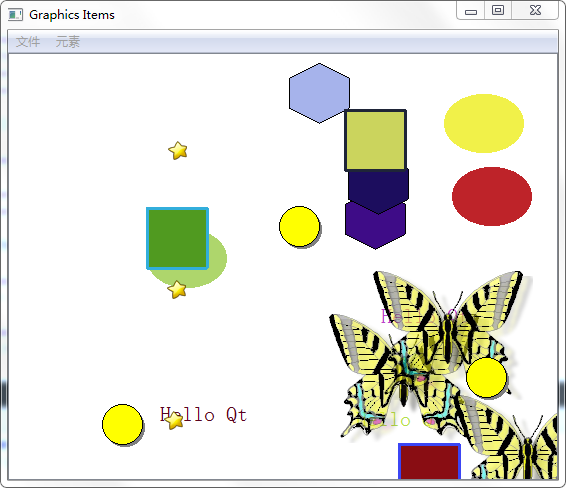 Graphics Items
文件 元素
Hello Qt